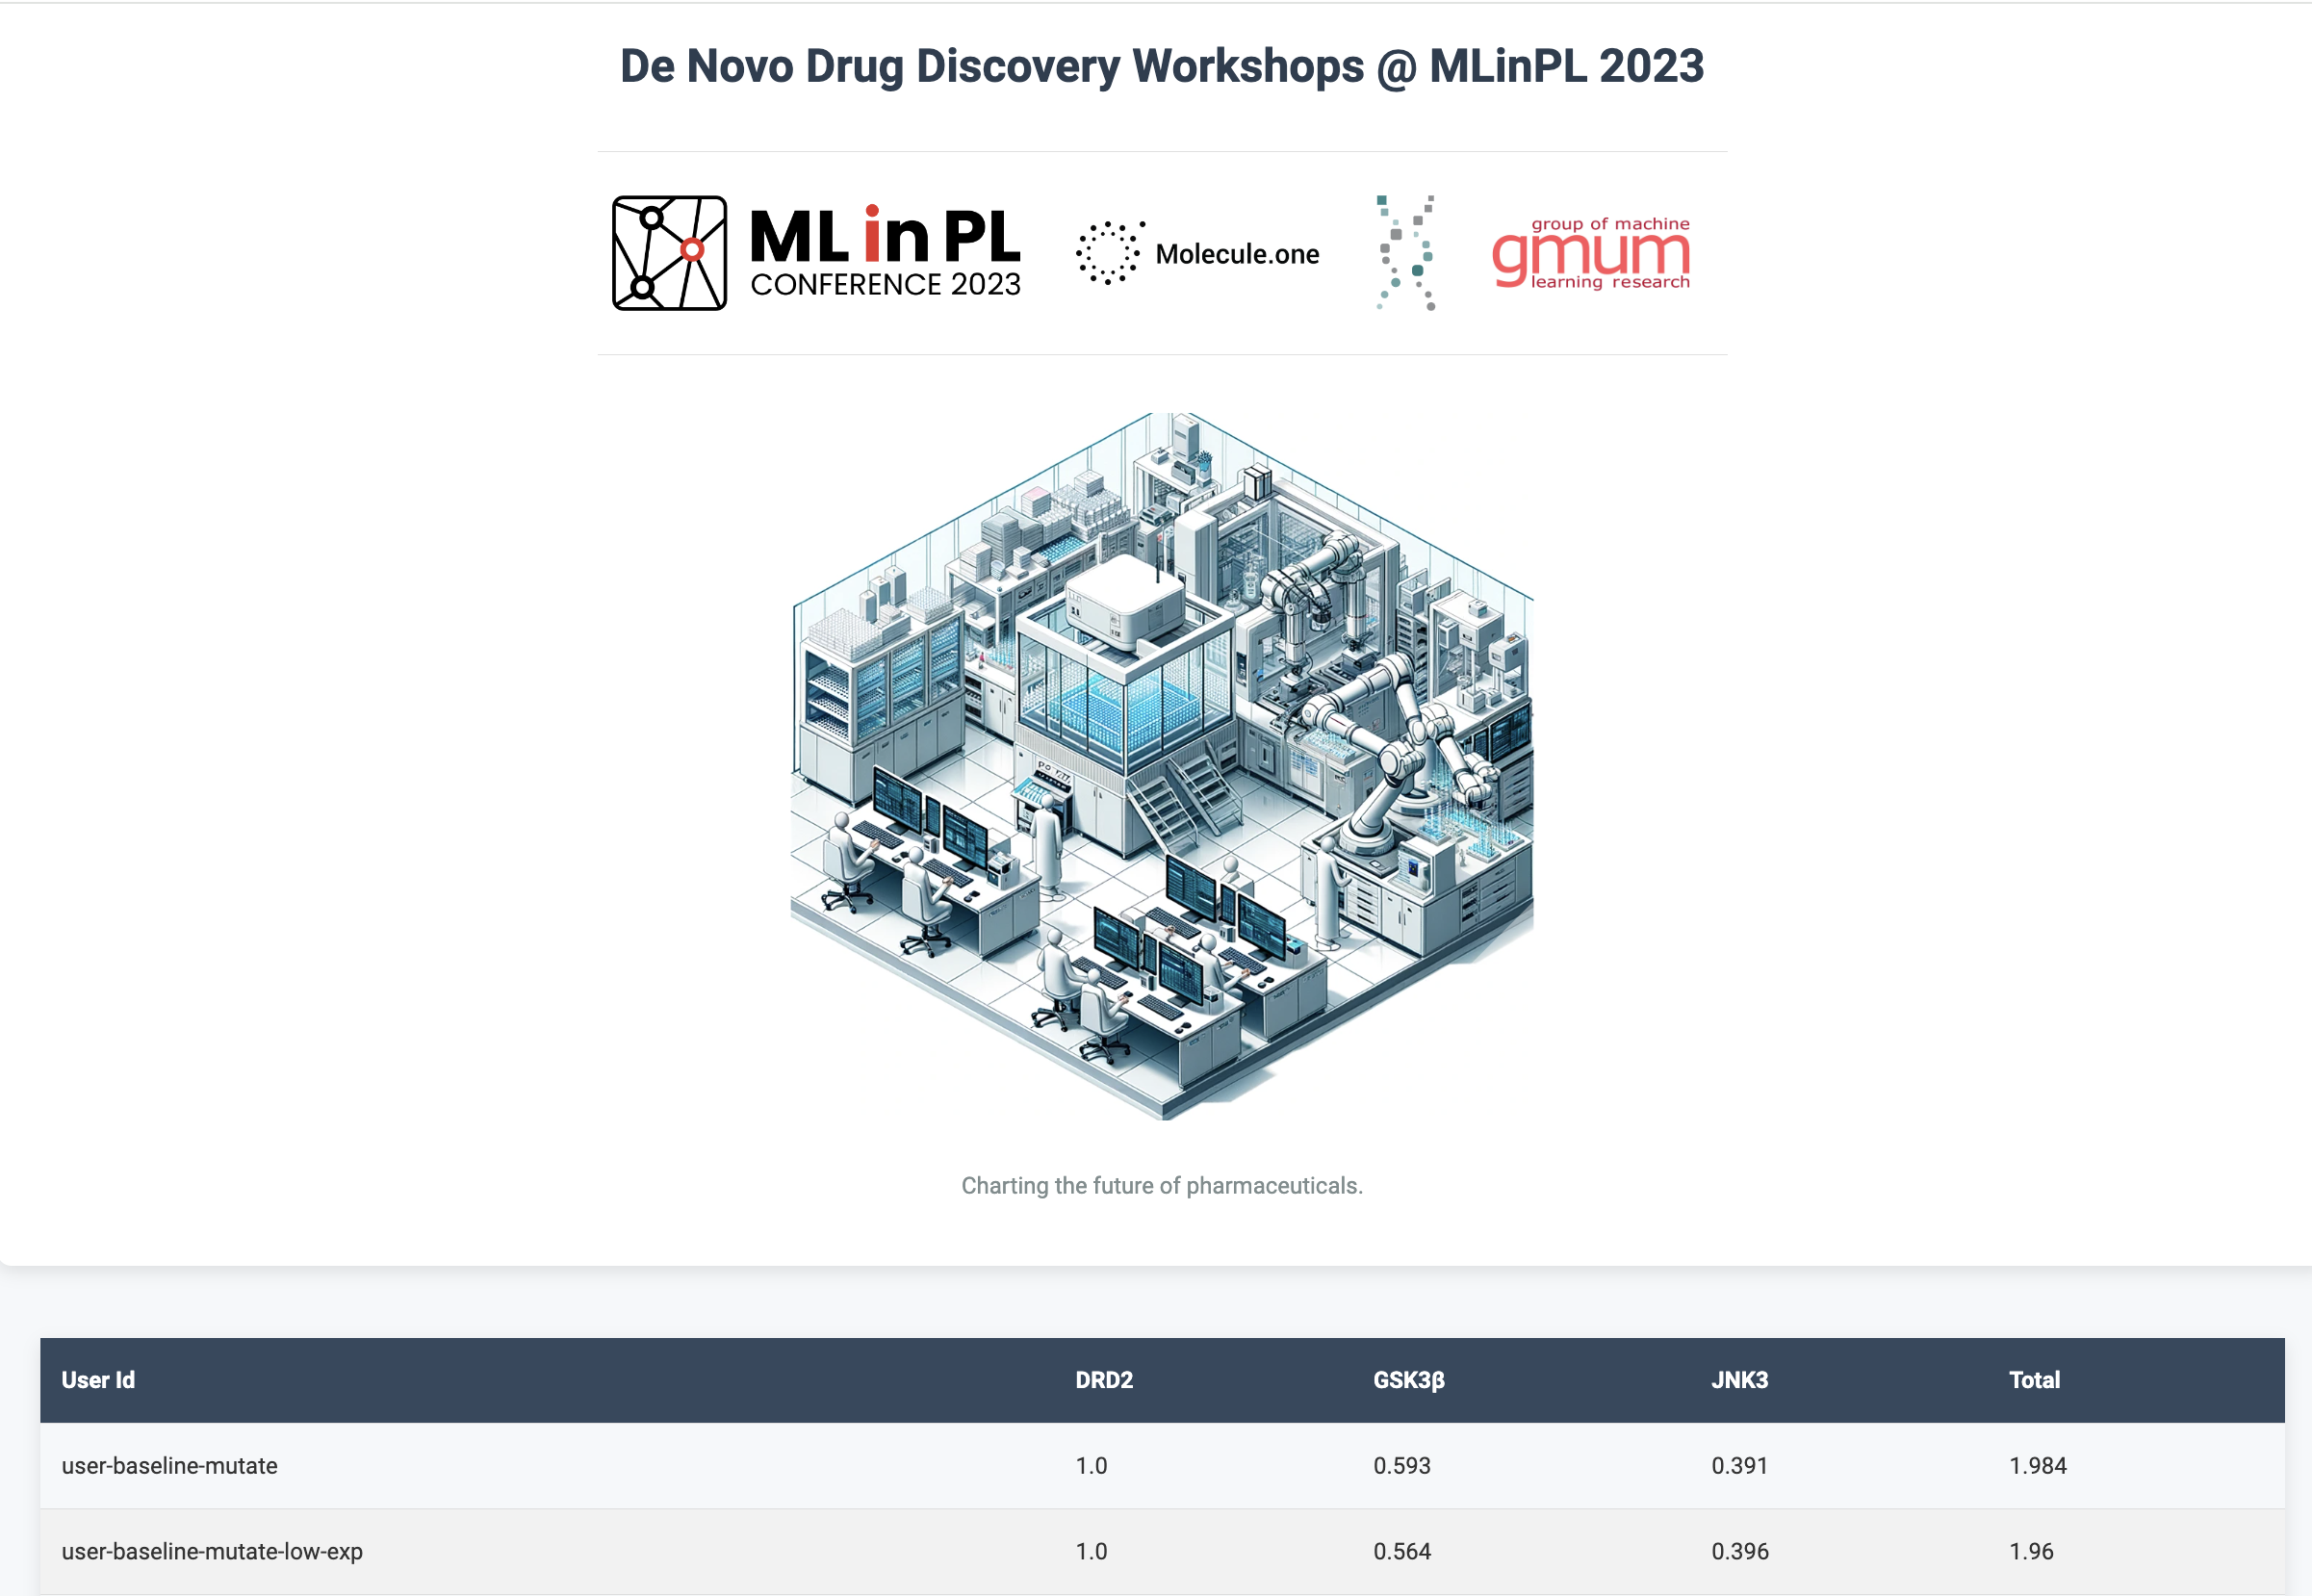 De Novo Drug Discovery Workshops @ MLinPL 2023
ML in PL
CONFERENCE 2023
Molecule.one
group of machine
gmum
learning research
Charting the future of pharmaceuticals.
User Id DRD2 GSK3β JNK3 Total
user-baseline-mutate 1.0 0.593 0.391 1.984
user-baseline-mutate-low-exp 1.0 0.564 0.396 1.96